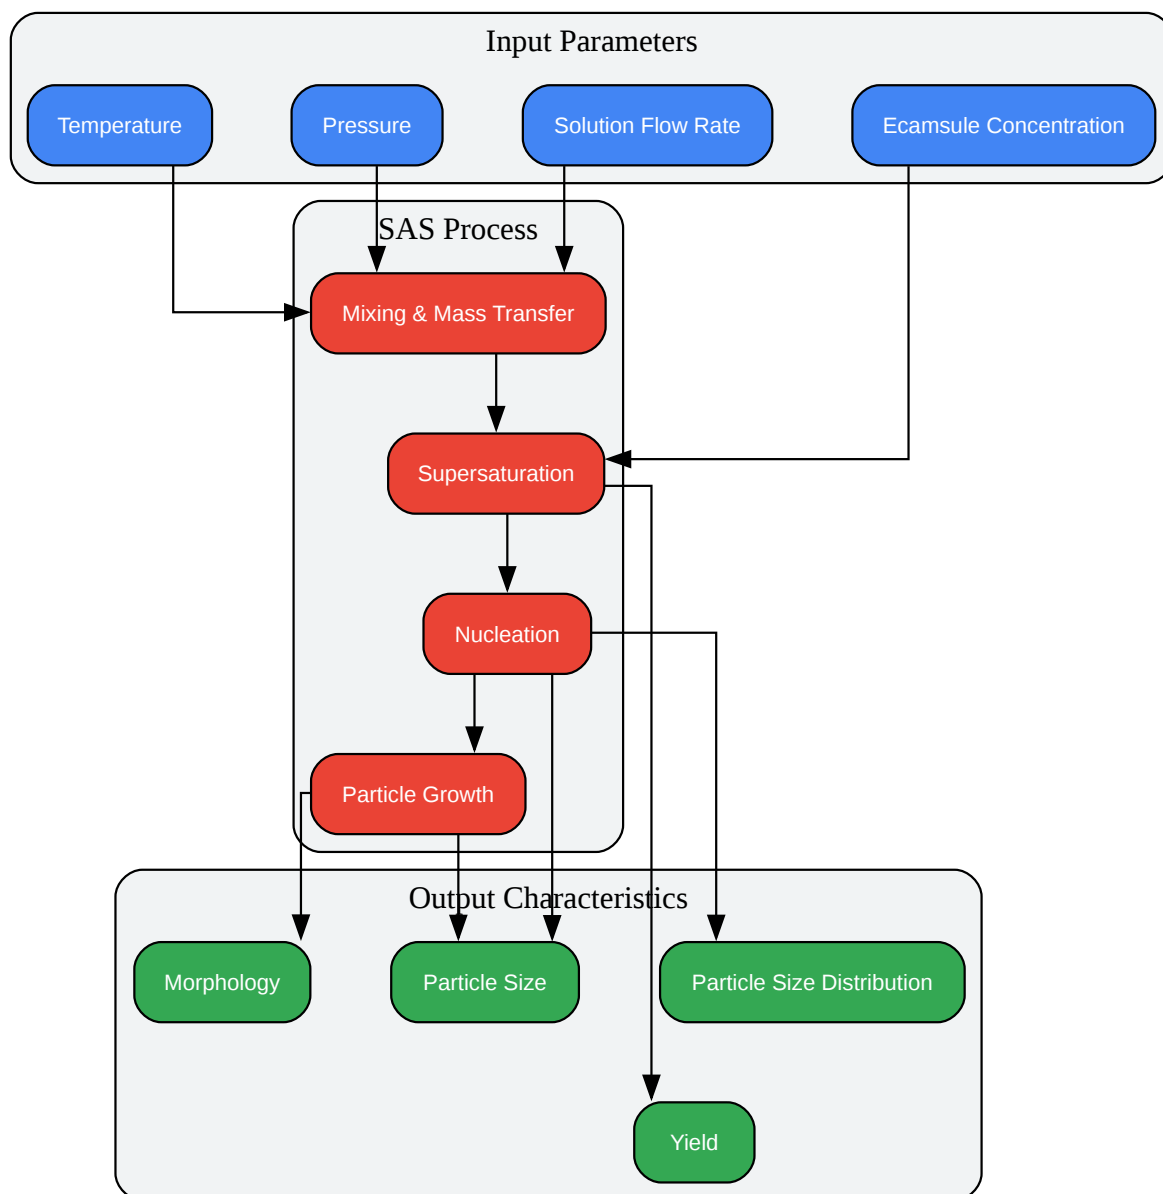 Input Parameters
Temperature
Pressure
Solution Flow Rate
Ecamsule Concentration
SAS Process
Mixing & Mass Transfer
Supersaturation
Nucleation
Particle Growth
Output Characteristics
Morphology
Particle Size
Particle Size Distribution
Yield